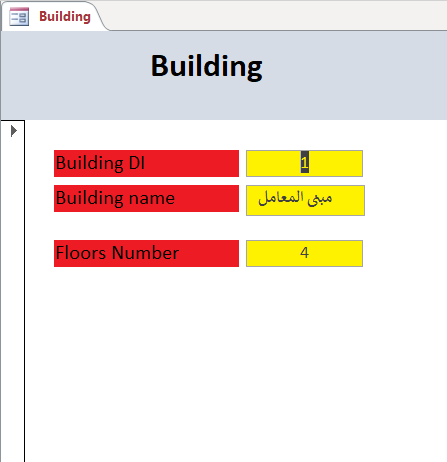 Building
Building
Building DI 1
Building name مبنى المعامل
Floors Number 4